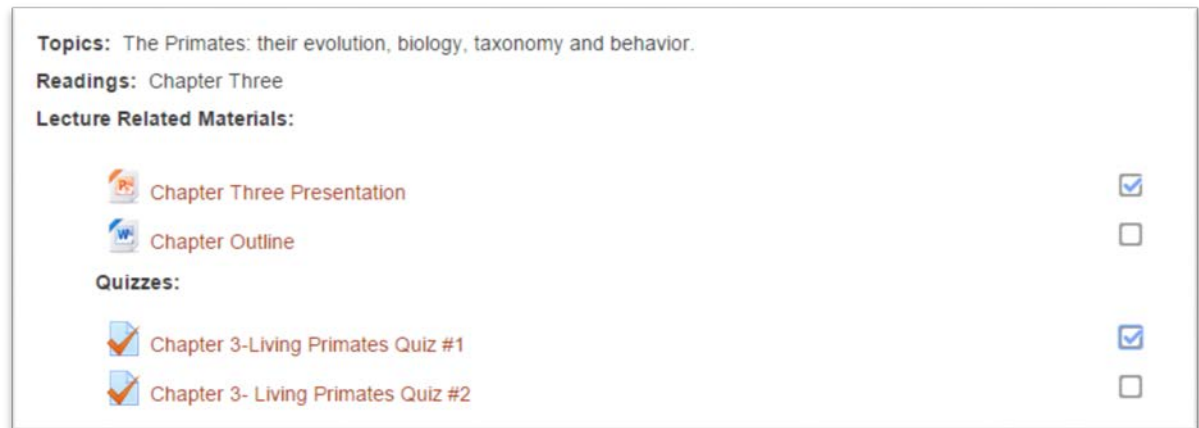 Topics: The Primates: their evolution, biology, taxonomy and behavior.
Readings: Chapter Three
Lecture Related Materials:
Chapter Three Presentation
Chapter Outline
Quizzes:
Chapter 3-Living Primates Quiz #1
Chapter 3- Living Primates Quiz #2